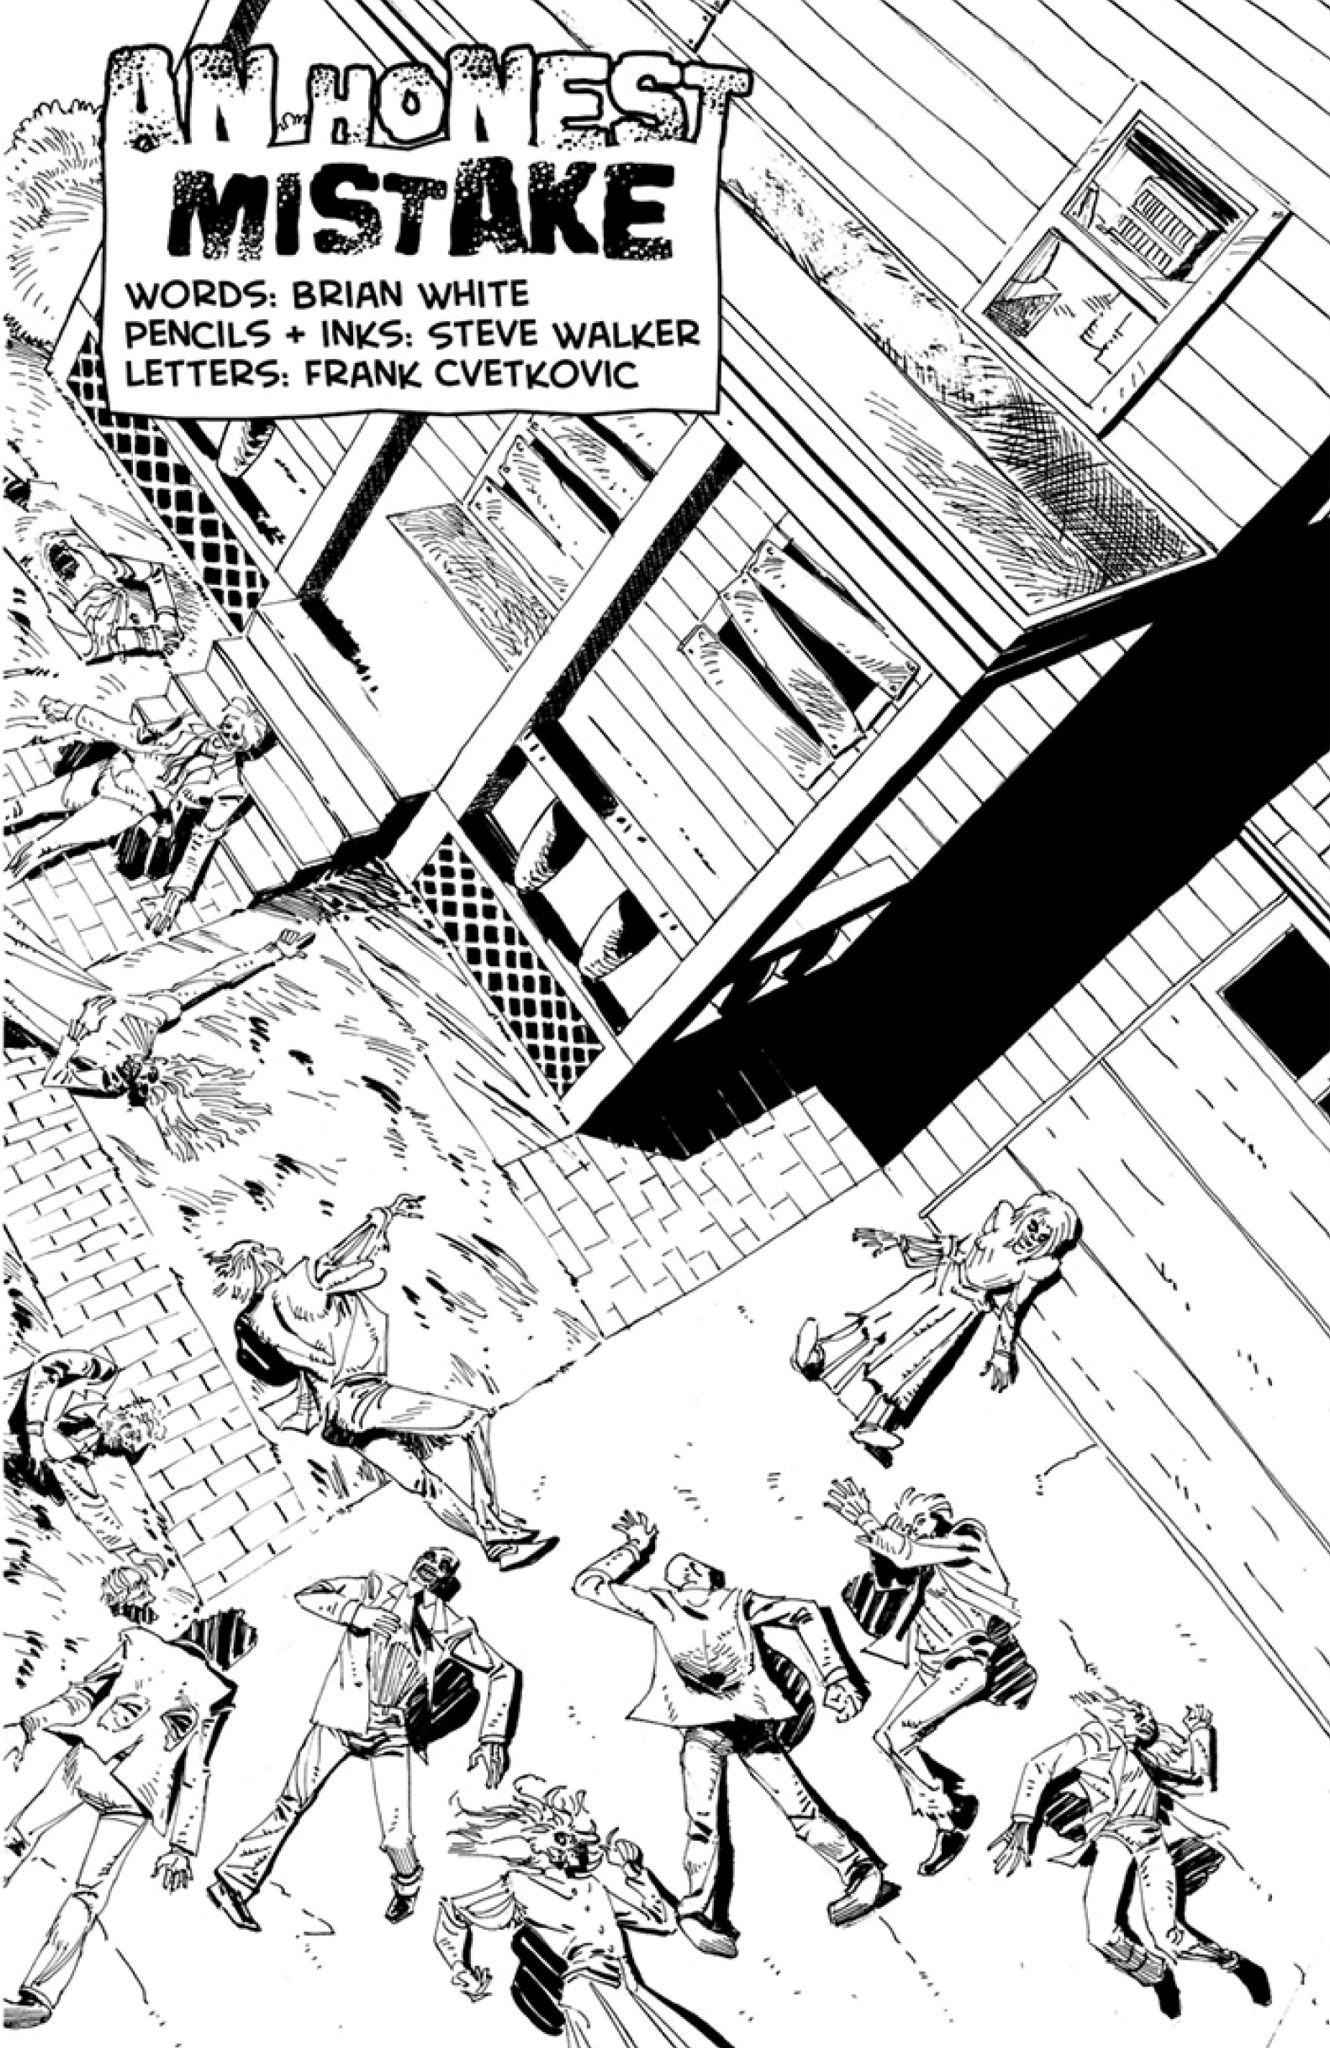 AN HONEST
MISTAKE
WORDS: BRIAN WHITE
PENCILS + INKS: STEVE WALKER
LETTERS: FRANK CVETKOVIC